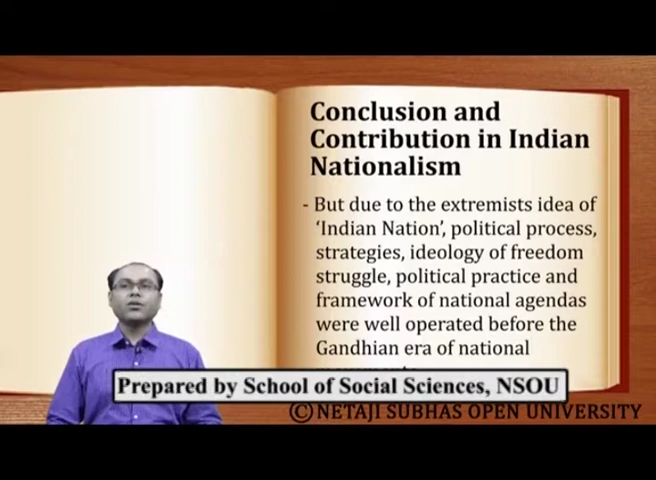 Conclusion and
Contribution in Indian
Nationalism
- But due to the extremists idea of
‘Indian Nation’, political process,
strategies, ideology of freedom
struggle, political practice and
framework of national agendas
were well operated before the
Gandhian era of national
Prepared by School of Social Sciences, NSOU
© NETAJI SUBHAS OPEN UNIVERSITY